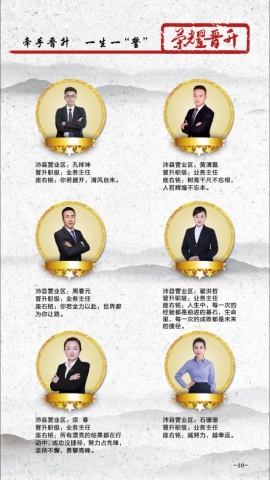 牵手晋升 一生一“誓”
荣耀晋升
沛县营业区：孔祥坤
晋升职级：业务主任
座右铭：你若盛开，清风自来。
沛县营业区：黄清磊
晋升职级：业务主任
座右铭：树高千尺不忘根，
人若辉煌不忘本。
沛县营业区：周春元
晋升职级：业务主任
座右铭：你若全力以赴，世界都
为你让路。
沛县营业区：翟洪哲
晋升职级：业务主任
座右铭：人生中，每一次的
经验都是前进的基石，生命
里，每一次的成败都是未来
的捷径。
沛县营业区：宗 春
晋升职级：业务主任
座右铭：所有漂亮的结果都在行
动中，成功没捷径，努力占先锋，
坚持不懈，勇攀高峰。
沛县营业区：石珊珊
晋升职级：业务主任
座右铭：越努力，越幸运。
-10-